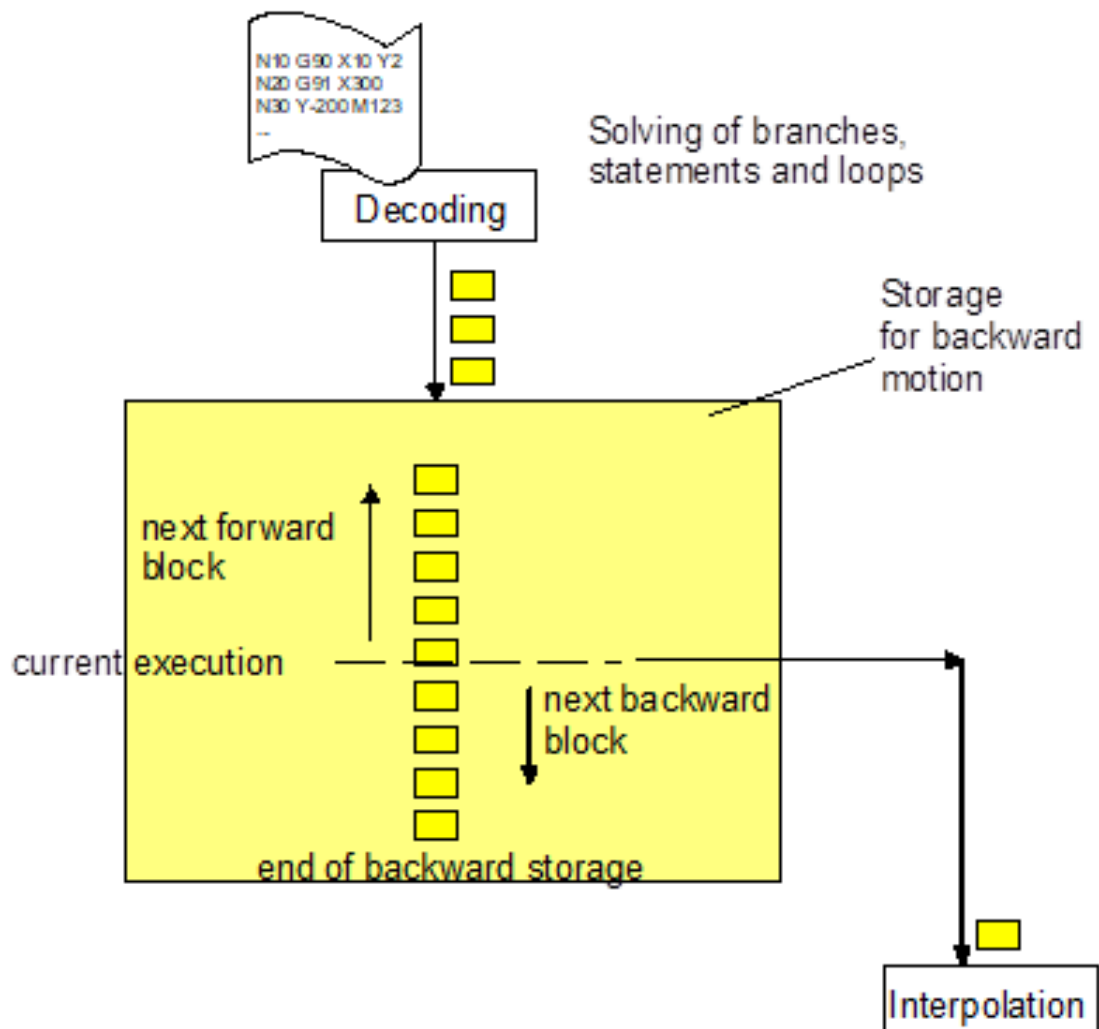 N10 G90 X10 Y2
N20 G91 X300
N30 Y-200 M123
...
Solving of branches,
statements and loops
Decoding
Storage
for backward
motion
next forward
block
current execution
next backward
block
end of backward storage
Interpolation